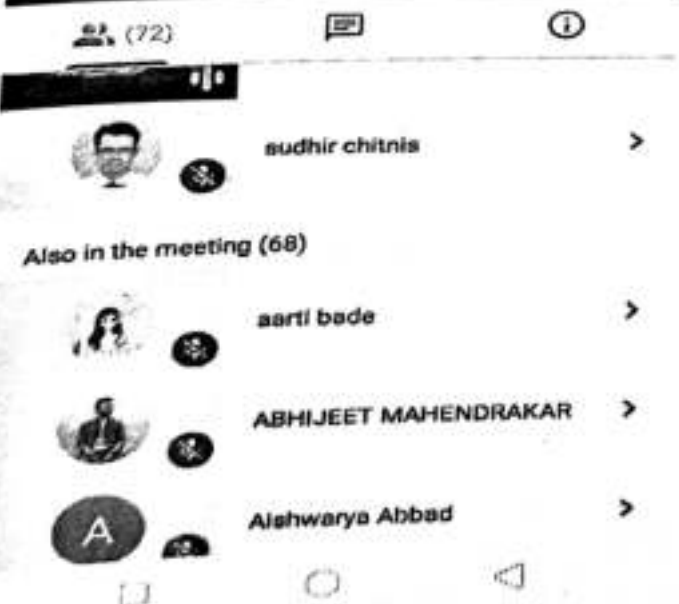 (72)
sudhir chitnis
Also in the meeting (68)
aarti bade
ABHIJEET MAHENDRAKAR
A
Aishwarya Abbad